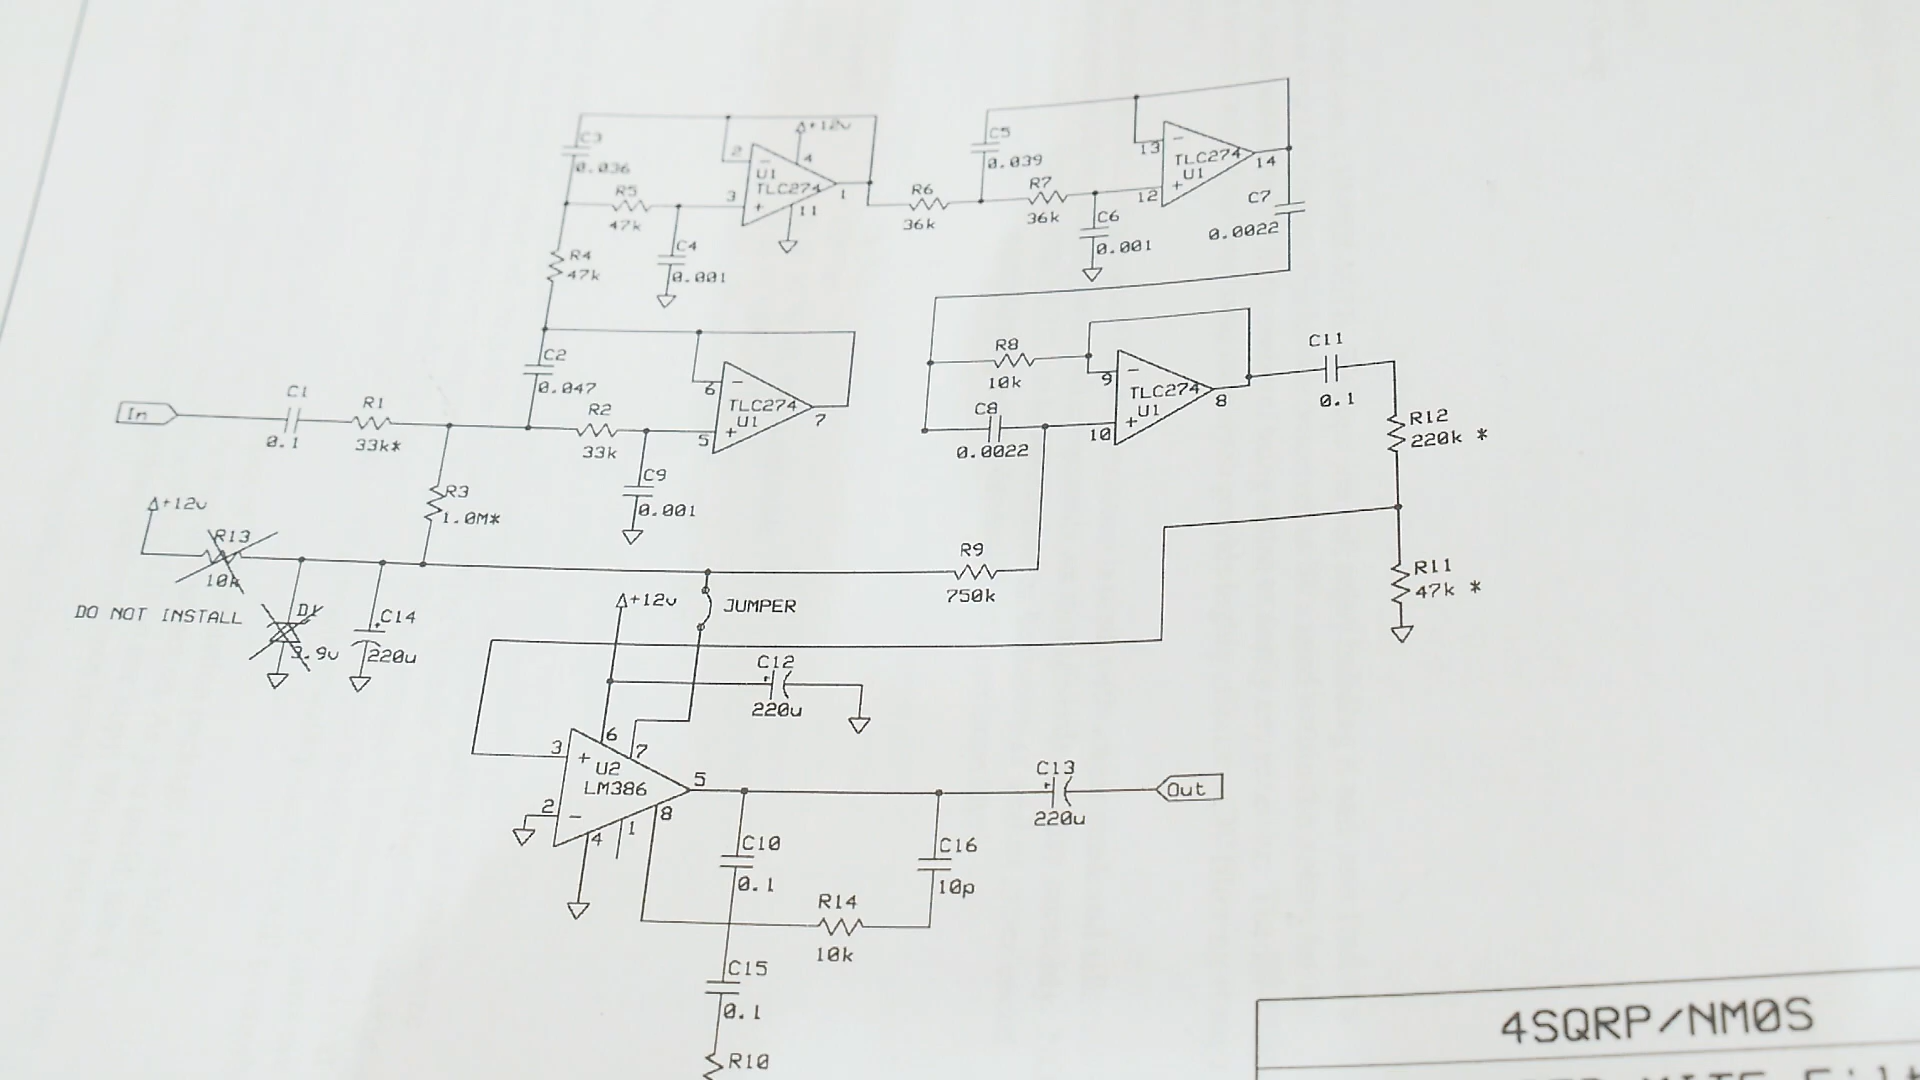 C3
0.036
2
Δ+12v
4
U1
TLC274
1
3
11
R5
47k
C4
0.001
R4
47k
C5
0.039
13
TLC274
U1
14
12
R6
36k
R7
36k
C6
0.001
C7
0.0022
C2
0.047
6
TLC274
U1
7
5
R2
33k
C9
0.001
In
C1
0.1
R1
33k*
R3
1.0M*
R8
10k
C8
0.0022
9
TLC274
U1
8
10
C11
0.1
R12
220k *
R11
47k *
+12v
R13
10k
DO NOT INSTALL
C14
220u
R9
750k
+12v
JUMPER
C12
220u
3
6
7
U2
LM386
5
2
4
1
8
C13
220u
Out
C10
0.1
C16
10p
R14
10k
C15
0.1
R10
4SQRP/NM0S